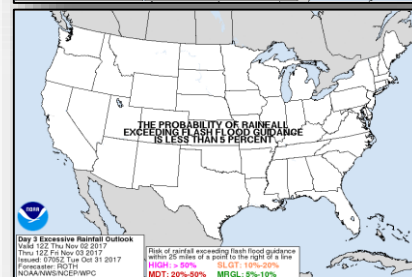 THE PROBABILITY OF RAINFALL
EXCEEDING FLASH FLOOD GUIDANCE
IS LESS THAN 5 PERCENT
NOAA
Day 3 Excessive Rainfall Outlook
Valid 12Z Thu Nov 02 2017
Thru 12Z Fri Nov 03 2017
Issued: 0705Z Tue Oct 31 2017
Forecaster: ROTH
NOAA/NWS/NCEP/WPC
Risk of rainfall exceeding flash flood guidance
within 25 miles of a point to the right of a line
HIGH: > 50% SLGT: 10%-20%
MDT: 20%-50% MRGL: 5%-10%